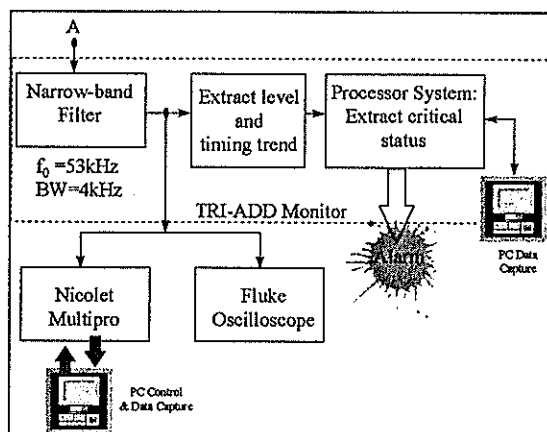 A
Narrow-band
Filter
f₀ =53kHz
BW=4kHz
Extract level
and
timing trend
Processor System:
Extract critical
status
TRI-ADD Monitor
Alarm
PC Data
Capture
Nicolet
Multipro
Fluke
Oscilloscope
PC Control
& Data Capture